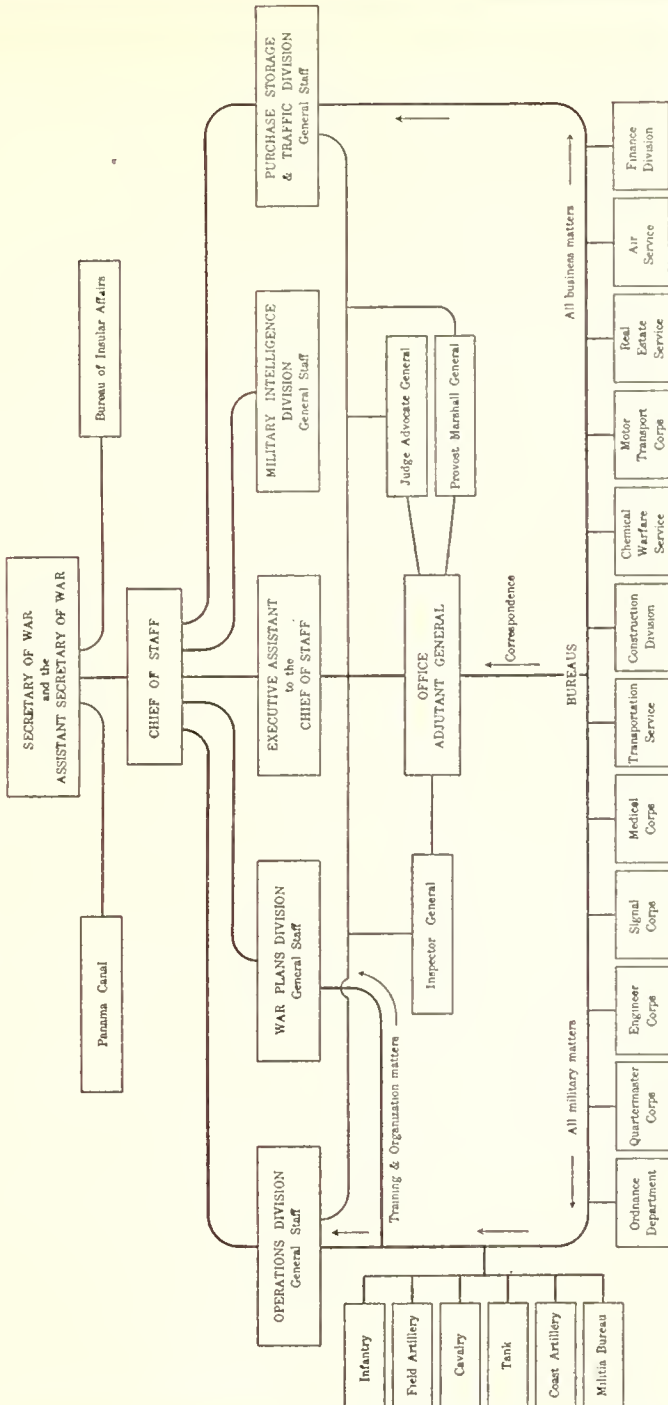 SECRETARY OF WAR
and the
ASSISTANT SECRETARY OF WAR
Panama Canal
Bureau of Insular Affairs
CHIEF OF STAFF
OPERATIONS DIVISION
General Staff
WAR PLANS DIVISION
General Staff
EXECUTIVE ASSISTANT
to the
CHIEF OF STAFF
MILITARY INTELLIGENCE
DIVISION
General Staff
PURCHASE STORAGE
& TRAFFIC DIVISION
General Staff
Training & Organization matters
Inspector General
OFFICE
ADJUTANT GENERAL
Judge Advocate General
Provost Marshall General
Infantry
Field Artillery
Cavalry
Tank
Coast Artillery
Militia Bureau
Correspondence
All military matters
BUREAUS
All business matters
Ordnance
Department
Quartermaster
Corps
Engineer
Corps
Signal
Corps
Medical
Corps
Transportation
Service
Construction
Division
Chemical
Warfare
Service
Motor
Transport
Corps
Real
Estate
Service
Air
Service
Finance
Division